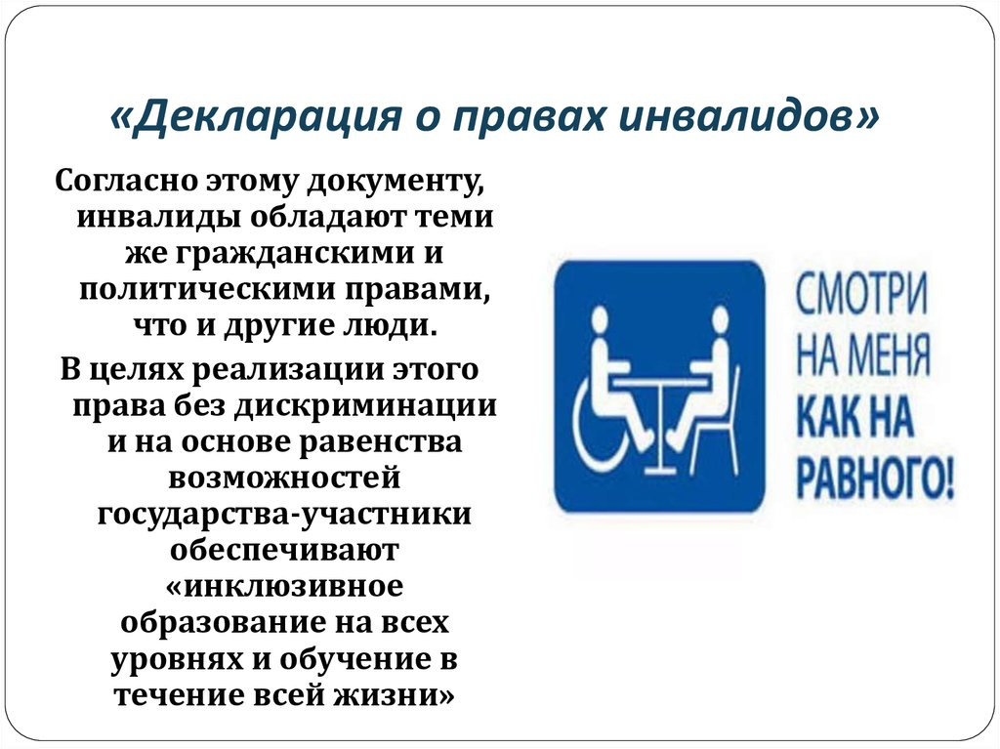 «Декларация о правах инвалидов»
Согласно этому документу,
инвалиды обладают теми
же гражданскими и
политическими правами,
что и другие люди.
В целях реализации этого
права без дискриминации
и на основе равенства
возможностей
государства-участники
обеспечивают
«инклюзивное
образование на всех
уровнях и обучение в
течение всей жизни»
СМОТРИ
НА МЕНЯ
КАК НА
РАВНОГО!